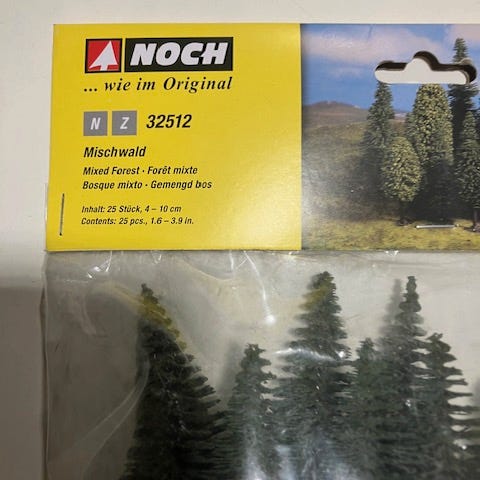 NOCH
... wie im Original
N Z 32512
Mischwald
Mixed Forest · Forêt mixte
Bosque mixto · Gemengd bos
Inhalt: 25 Stück, 4 – 10 cm
Contents: 25 pcs., 1.6 – 3.9 in.